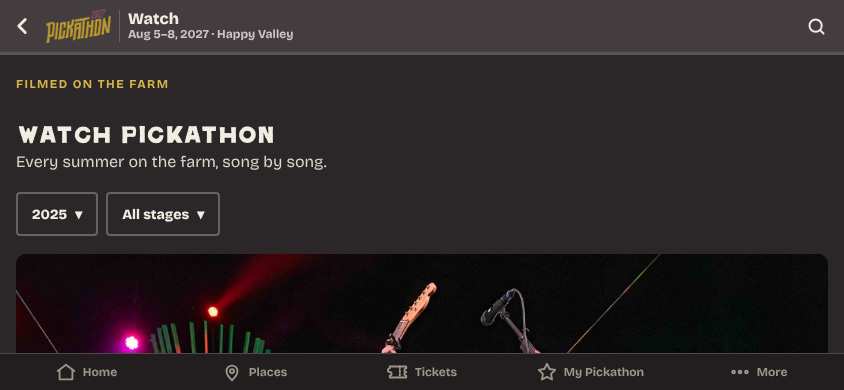 PICKATHON
Watch
Aug 5–8, 2027 · Happy Valley
FILMED ON THE FARM
WATCH PICKATHON
Every summer on the farm, song by song.
2025 ▾
All stages ▾
Home
Places
Tickets
My Pickathon
More